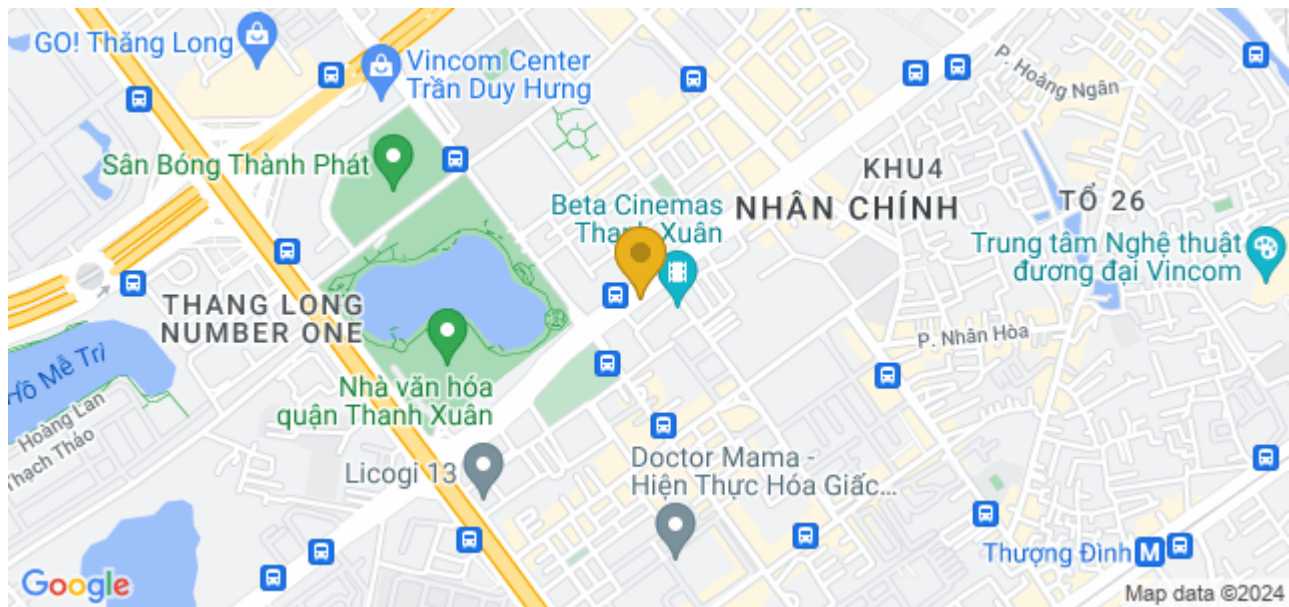 GO! Thăng Long
Vincom Center
Trần Duy Hưng
P. Hoàng Ngân
Sân Bóng Thành Phát
KHU4
Beta Cinemas
Thanh Xuân
NHÂN CHÍNH
TỔ 26
Trung tâm Nghệ thuật
đương đại Vincom
THANG LONG
NUMBER ONE
P. Nhân Hòa
Hồ Mễ Trì
Nhà văn hóa
quận Thanh Xuân
Hoàng Lan
Thạch Thảo
Licogi 13
Doctor Mama -
Hiện Thực Hóa Giấc...
Thượng Đình M
Google
Map data ©2024